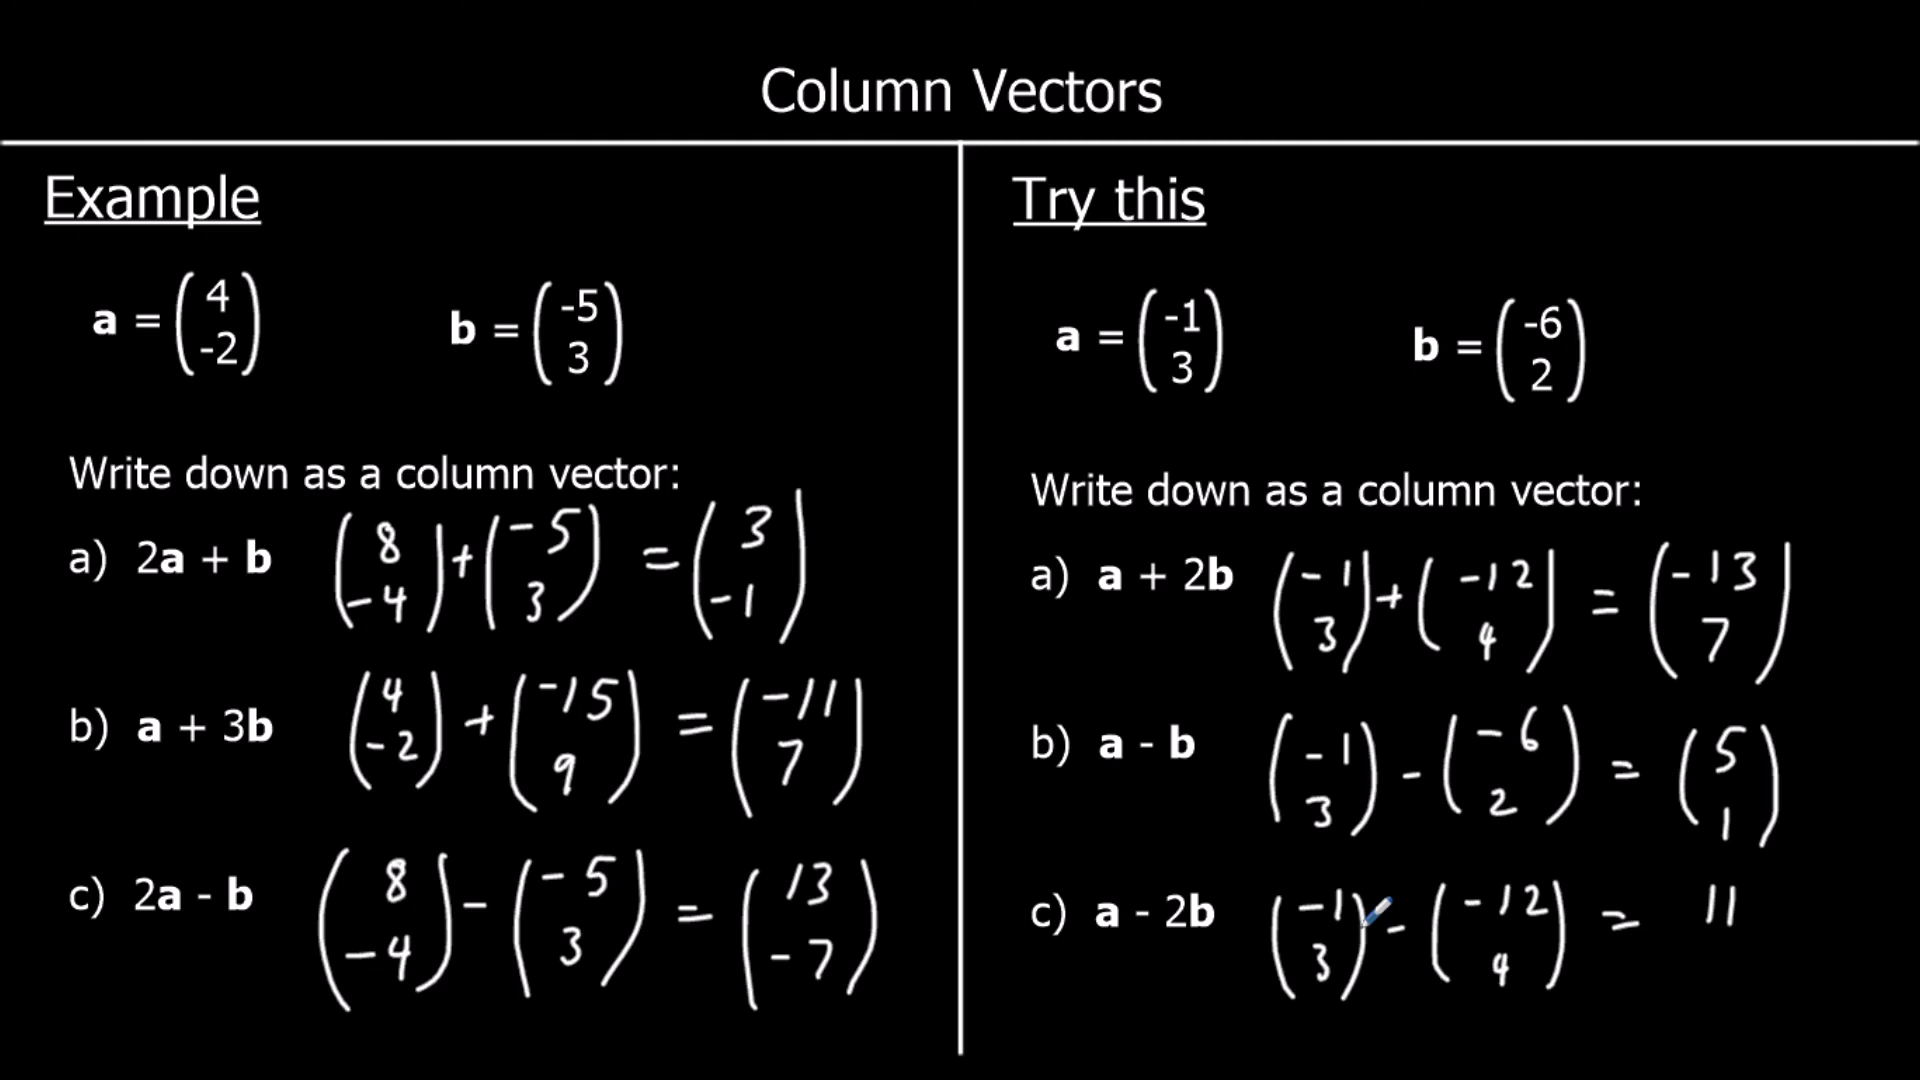 Column Vectors
Example
a = (4
-2)
b = (-5
3)
Write down as a column vector:
a) 2a + b (8
-4) + (-5
3) = (3
-1)
b) a + 3b (4
-2) + (-15
9) = (-11
7)
c) 2a - b (8
-4) - (-5
3) = (13
-7)
Try this
a = (-1
3)
b = (-6
2)
Write down as a column vector:
a) a + 2b (-1
3) + (-12
4) = (-13
7)
b) a - b (-1
3) - (-6
2) = (5
1)
c) a - 2b (-1
3) - (-12
4) = 11